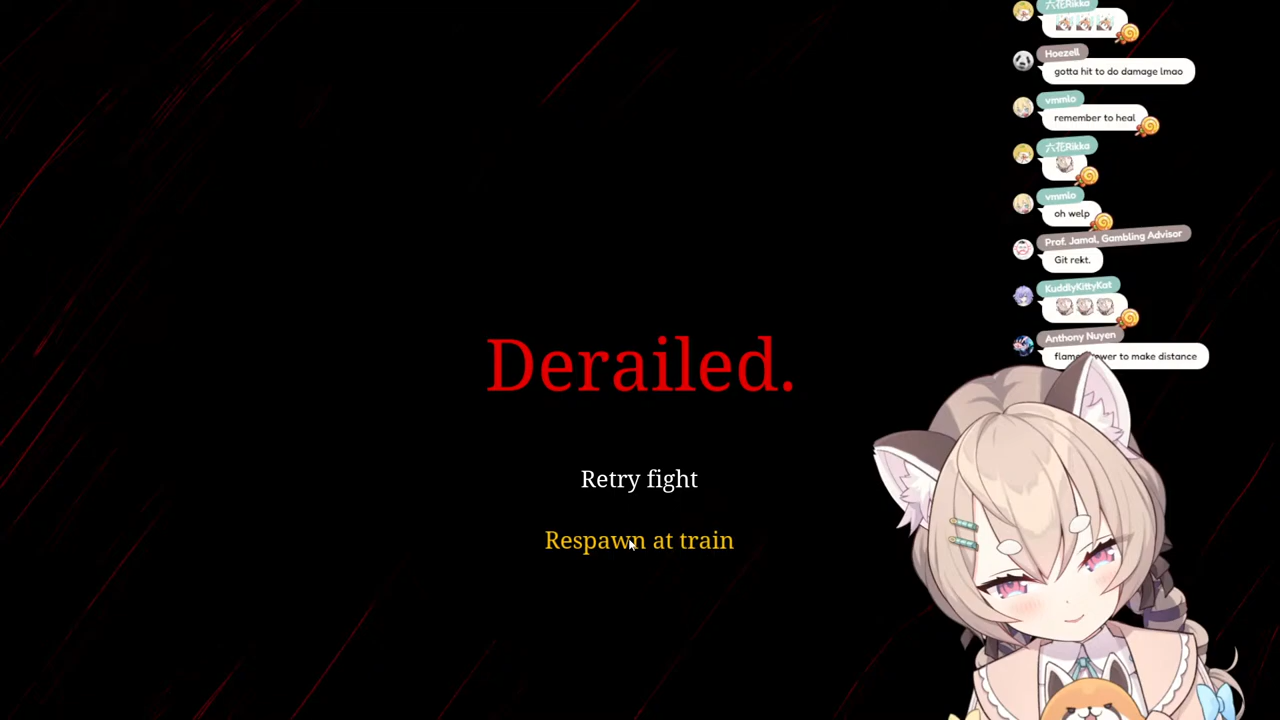 Derailed.
Retry fight
Respawn at train
六花Rikka
Hoezell
gotta hit to do damage lmao
vmmlo
remember to heal
六花Rikka
vmmlo
oh welp
Prof. Jamal, Gambling Advisor
Git rekt.
KuddlyKittyKat
Anthony Nuyen
to make distance